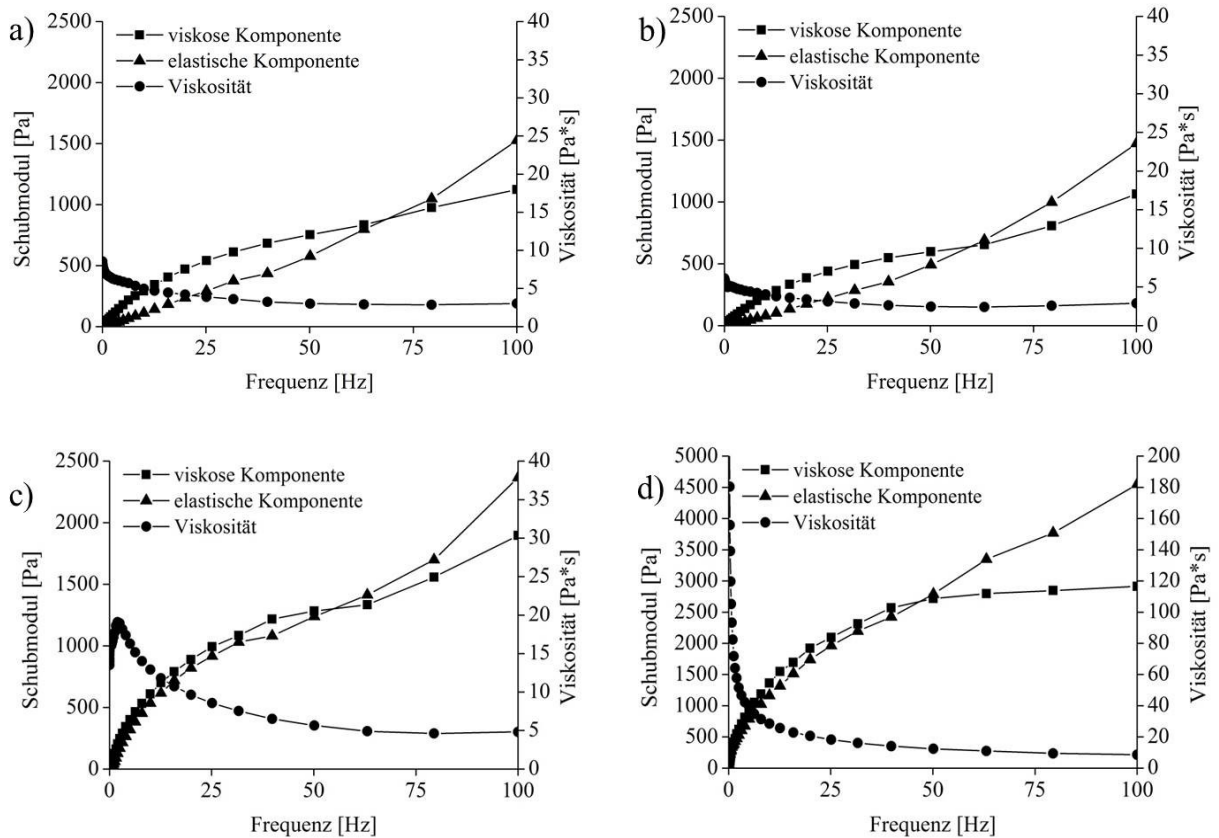 a)
viskose Komponente
elastische Komponente
Viskosität
Schubmodul [Pa]
2500
2000
1500
1000
500
0
40
35
30
25
20
15
10
5
0
Viskosität [Pa*s]
0 25 50 75 100
Frequenz [Hz]
b)
viskose Komponente
elastische Komponente
Viskosität
Schubmodul [Pa]
2500
2000
1500
1000
500
0
40
35
30
25
20
15
10
5
0
Viskosität [Pa*s]
0 25 50 75 100
Frequenz [Hz]
c)
viskose Komponente
elastische Komponente
Viskosität
Schubmodul [Pa]
2500
2000
1500
1000
500
0
40
35
30
25
20
15
10
5
0
Viskosität [Pa*s]
0 25 50 75 100
Frequenz [Hz]
d)
viskose Komponente
elastische Komponente
Viskosität
Schubmodul [Pa]
5000
4500
4000
3500
3000
2500
2000
1500
1000
500
0
200
180
160
140
120
100
80
60
40
20
0
Viskosität [Pa*s]
0 25 50 75 100
Frequenz [Hz]